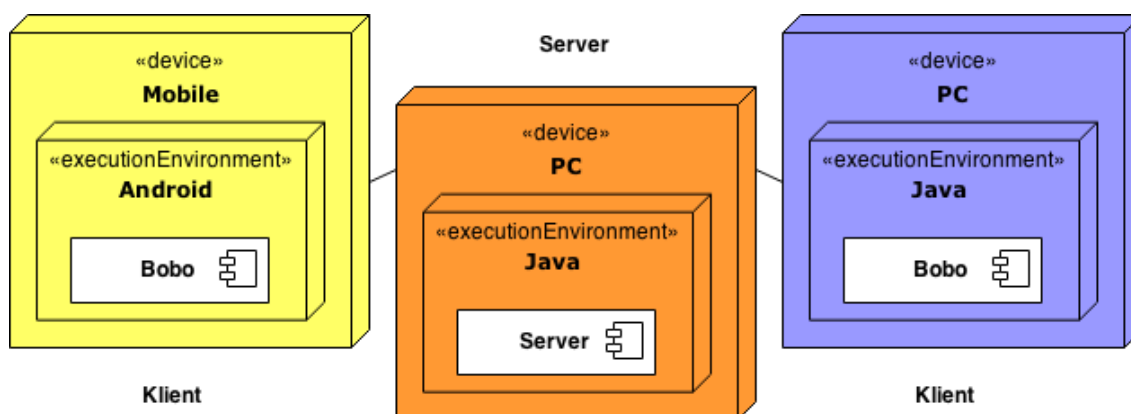 «device»
Mobile
«executionEnvironment»
Android
Bobo
Klient
Server
«device»
PC
«executionEnvironment»
Java
Server
«device»
PC
«executionEnvironment»
Java
Bobo
Klient